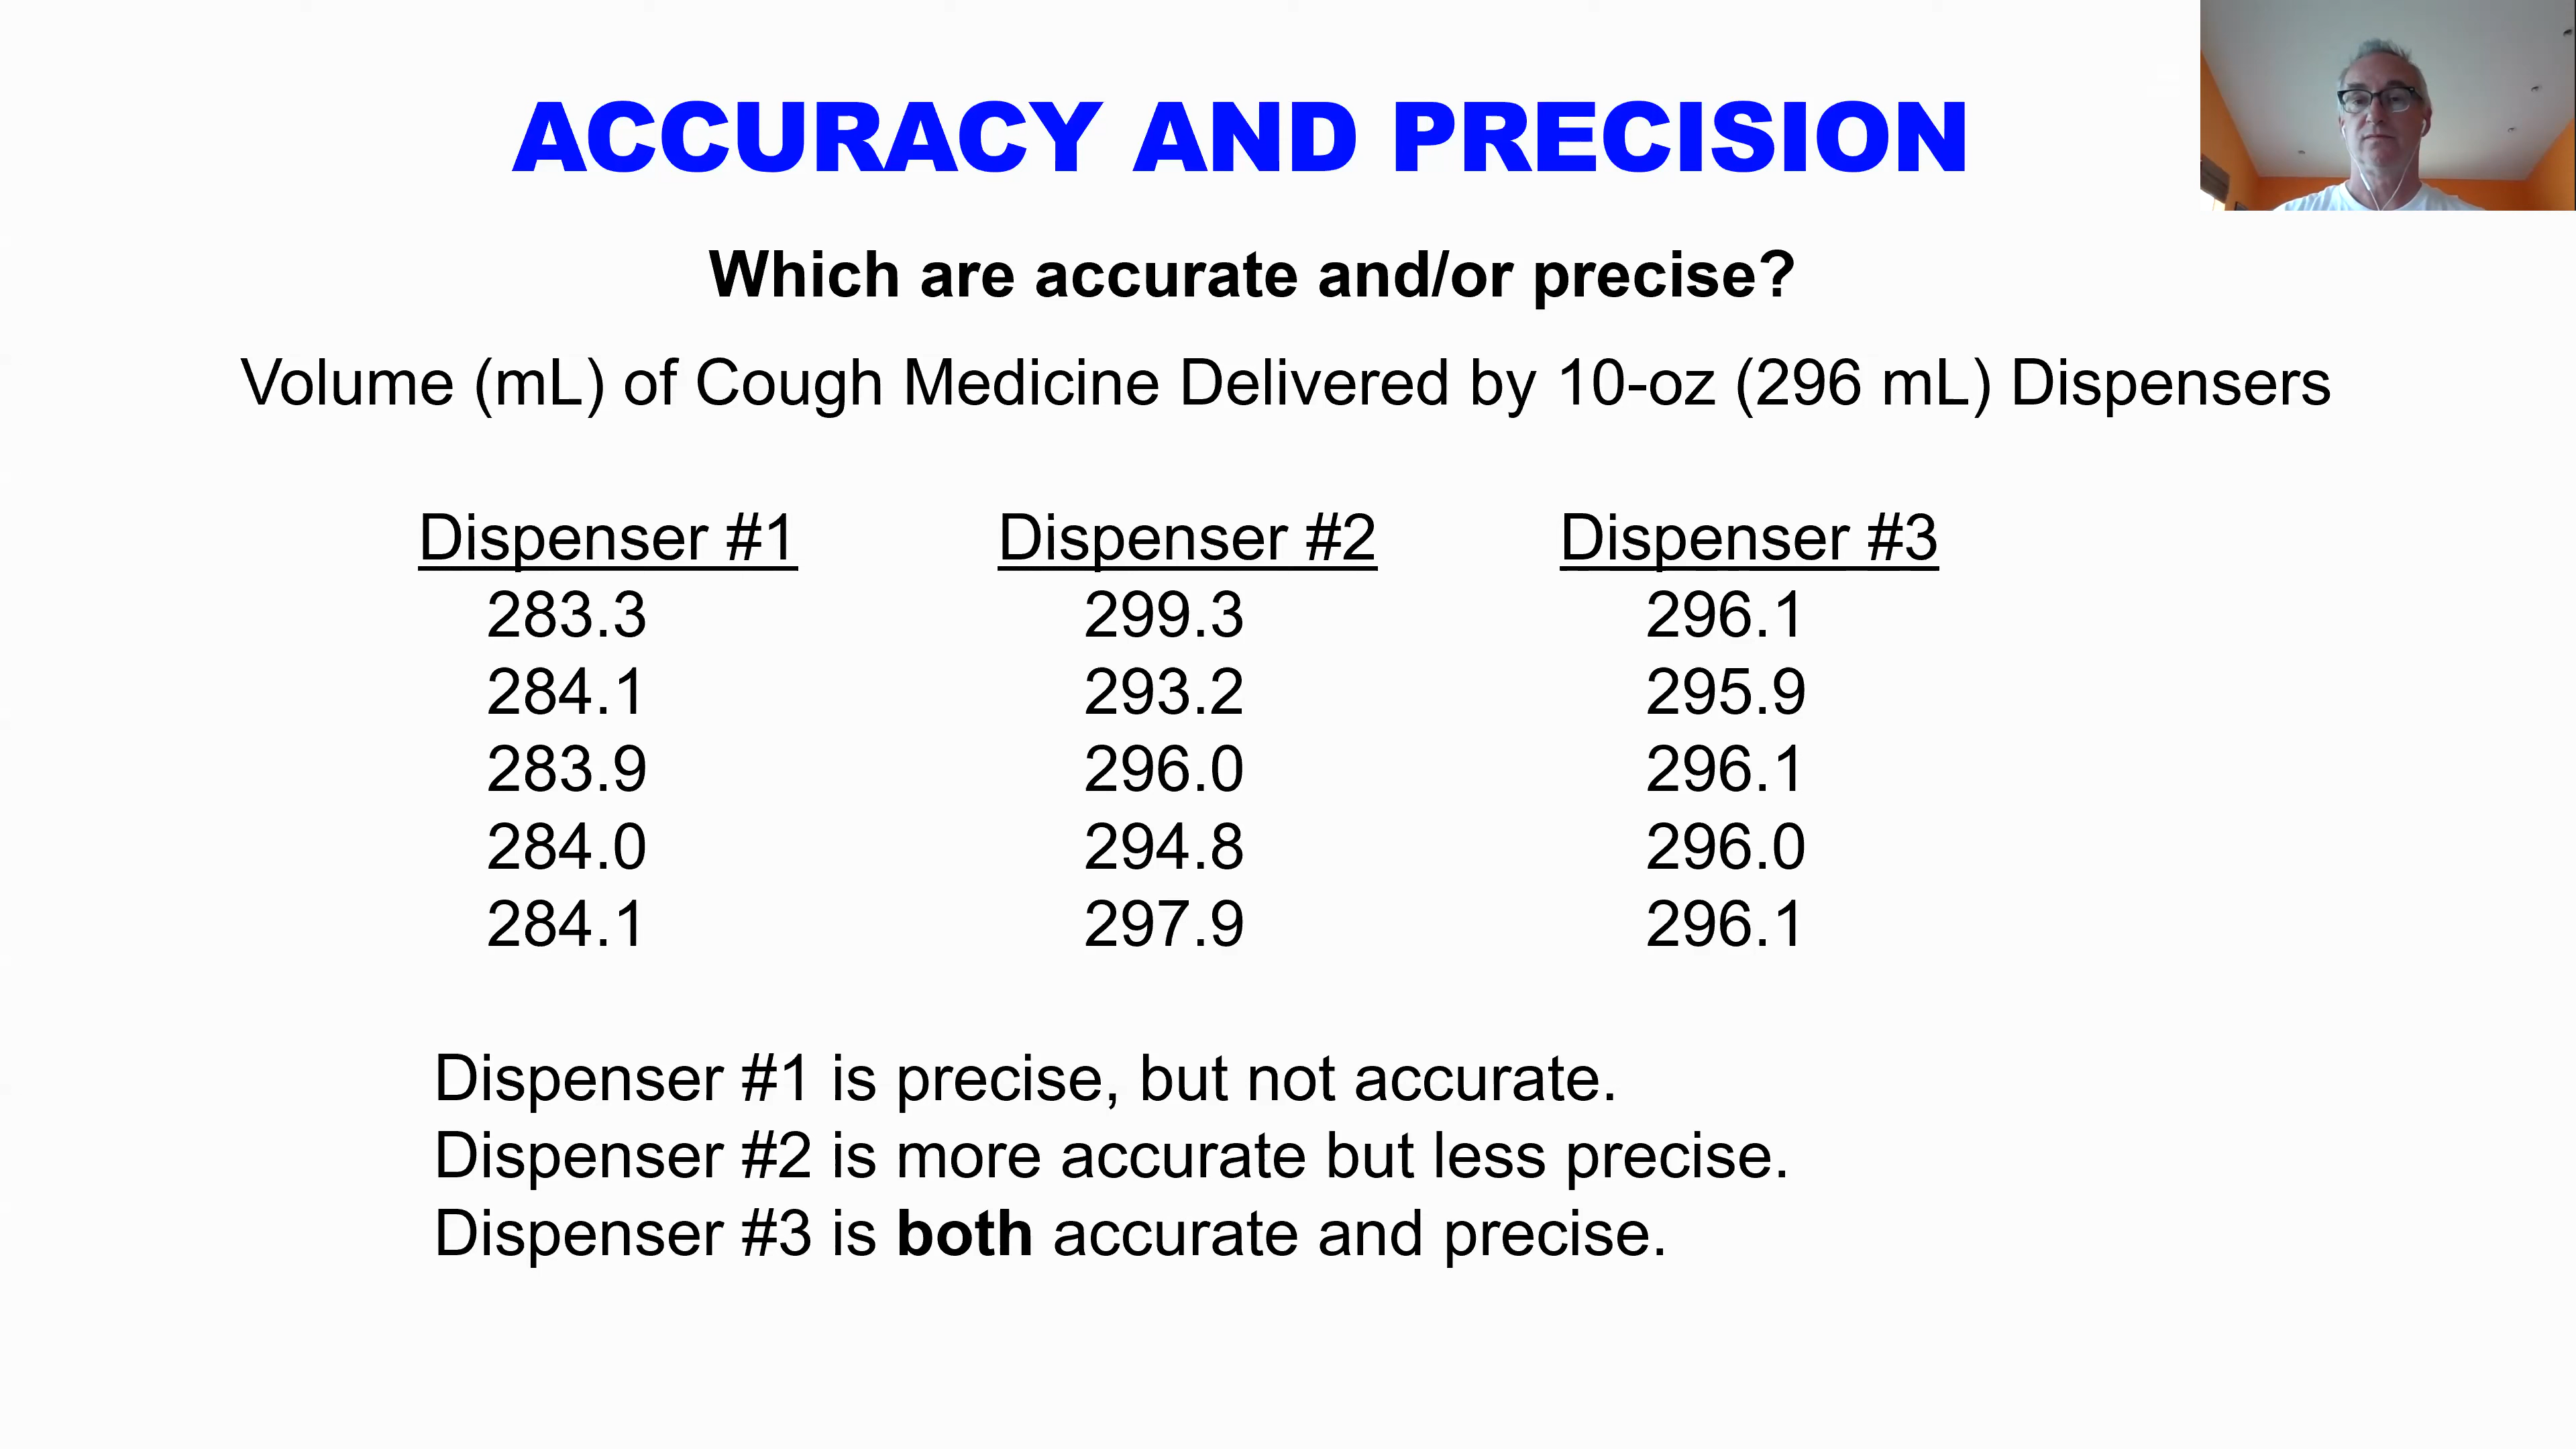 ACCURACY AND PRECISION
Which are accurate and/or precise?
Volume (mL) of Cough Medicine Delivered by 10-oz (296 mL) Dispensers
Dispenser #1 Dispenser #2 Dispenser #3
283.3 299.3 296.1
284.1 293.2 295.9
283.9 296.0 296.1
284.0 294.8 296.0
284.1 297.9 296.1
Dispenser #1 is precise, but not accurate.
Dispenser #2 is more accurate but less precise.
Dispenser #3 is both accurate and precise.